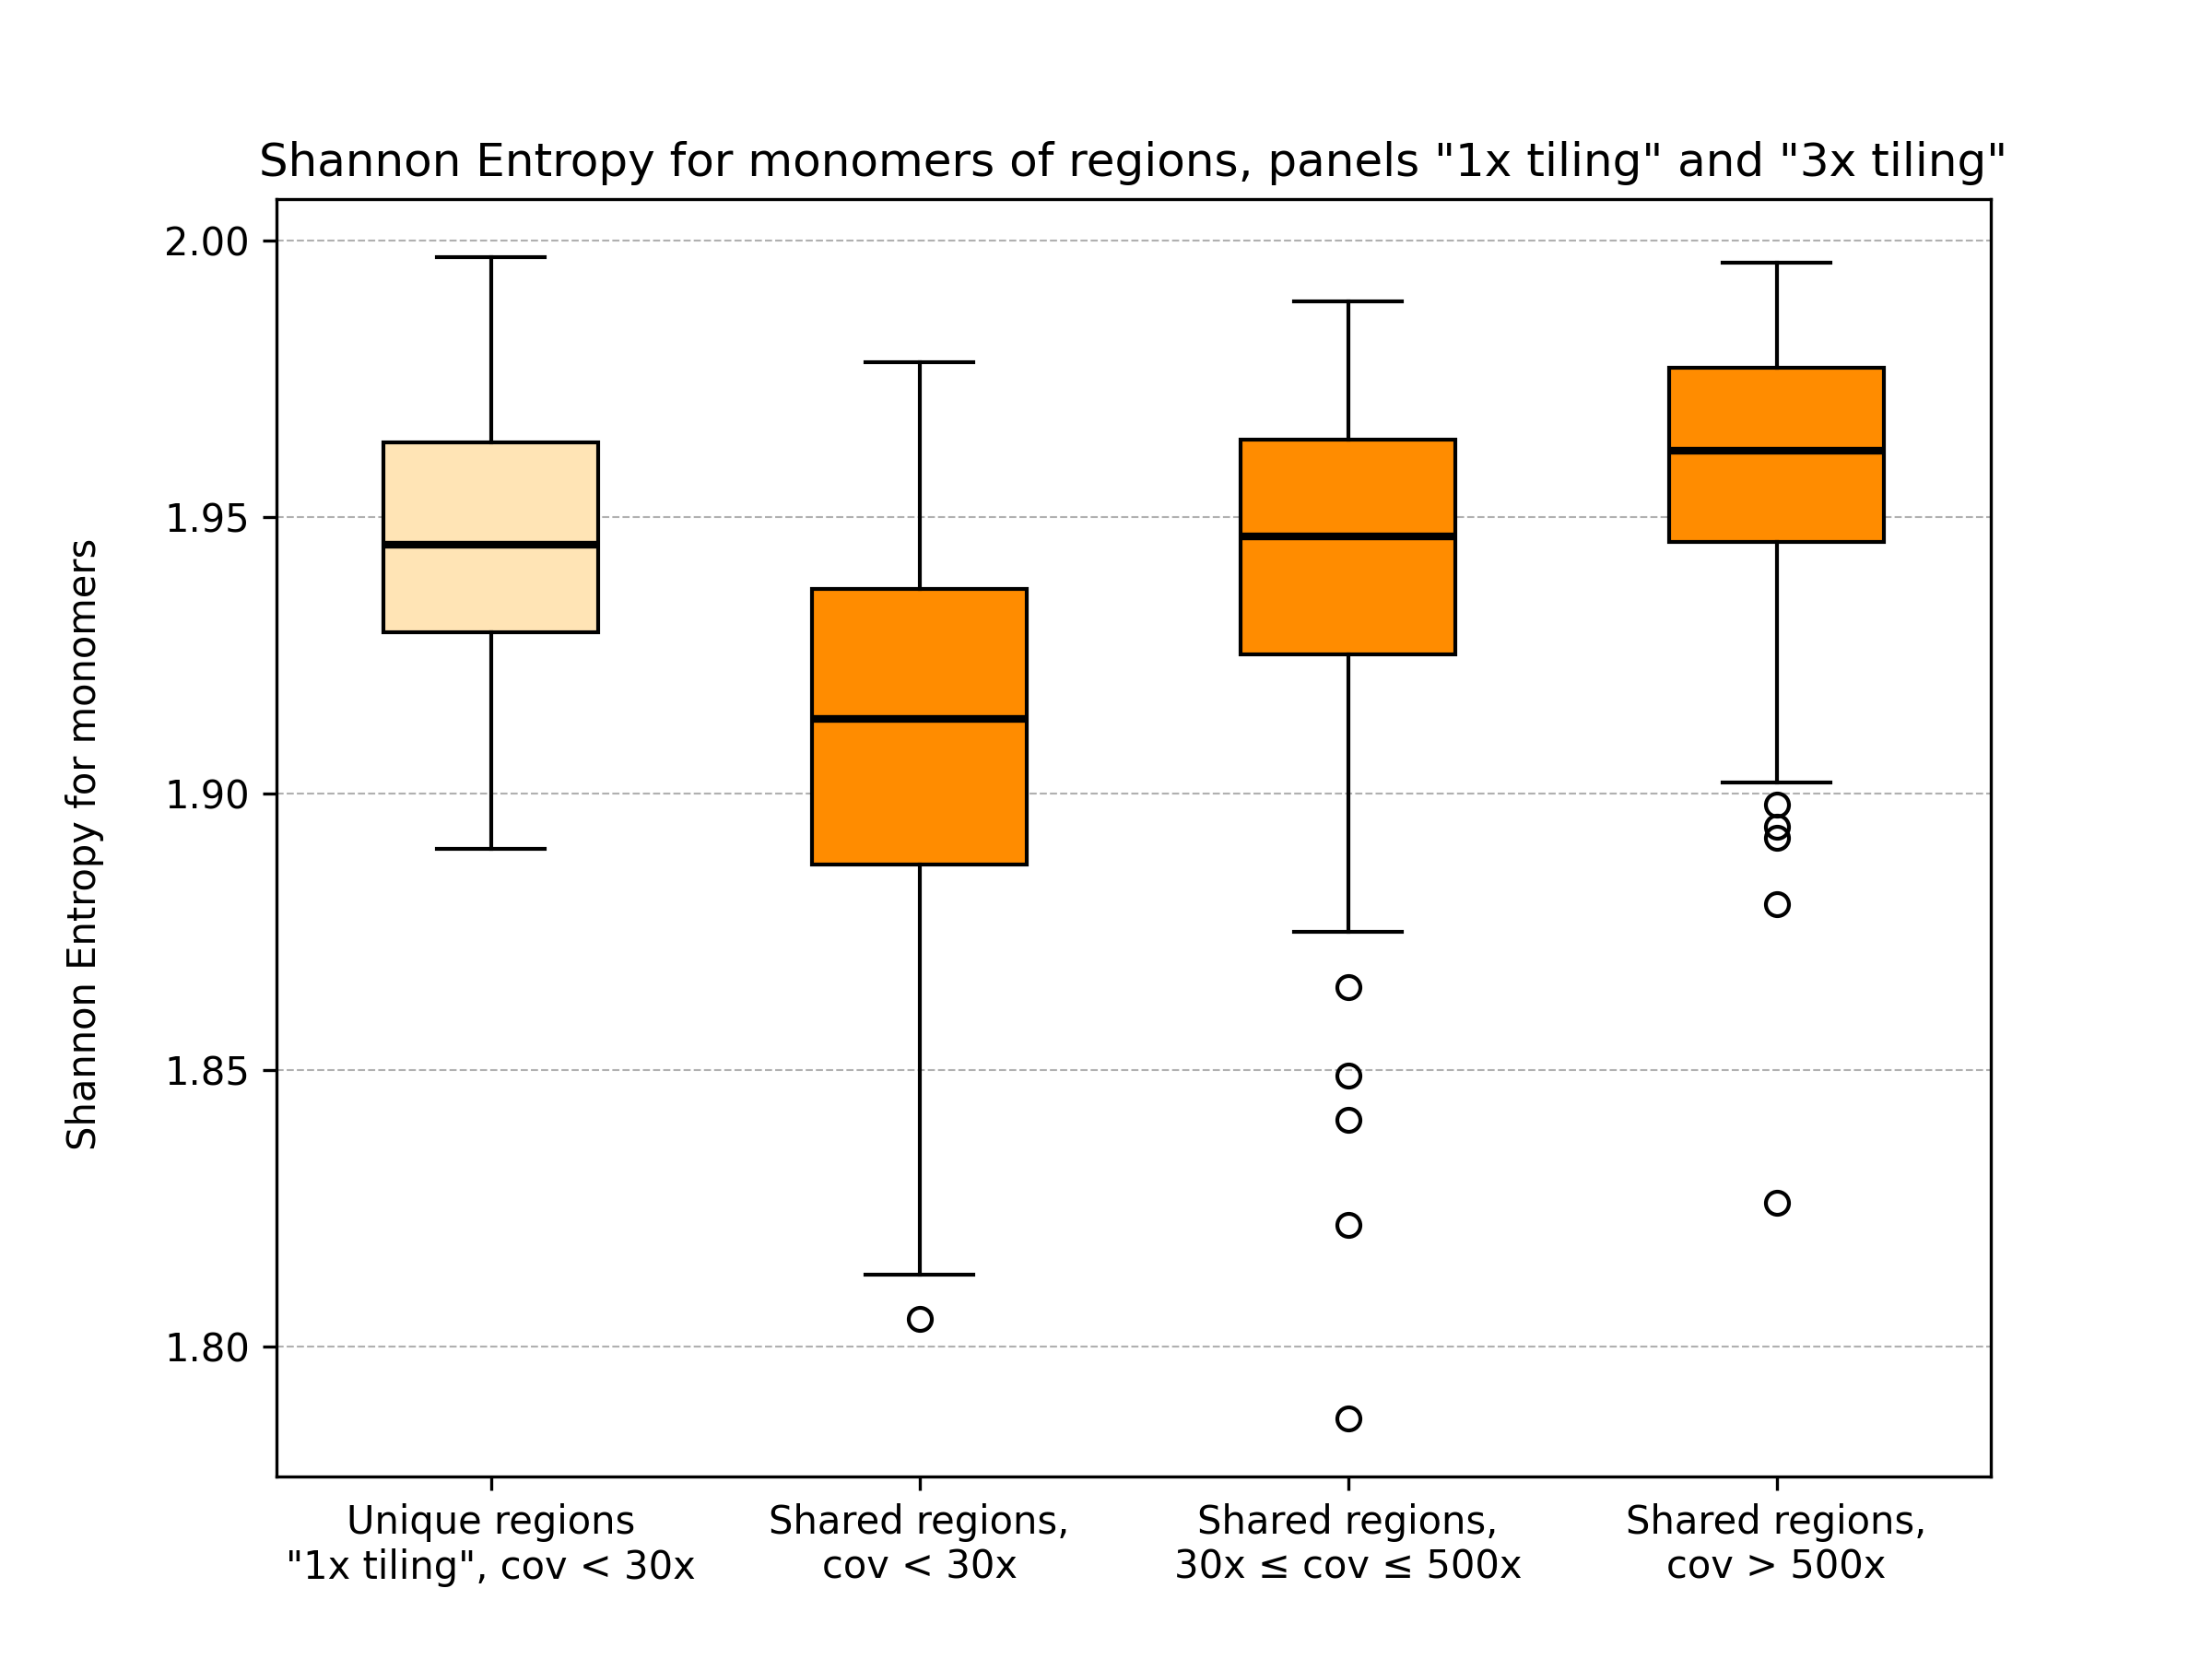 Shannon Entropy for monomers of regions, panels "1x tiling" and "3x tiling"
Shannon Entropy for monomers
2.00
1.95
1.90
1.85
1.80
Unique regions
"1x tiling", cov < 30x
Shared regions,
cov < 30x
Shared regions,
30x ≤ cov ≤ 500x
Shared regions,
cov > 500x